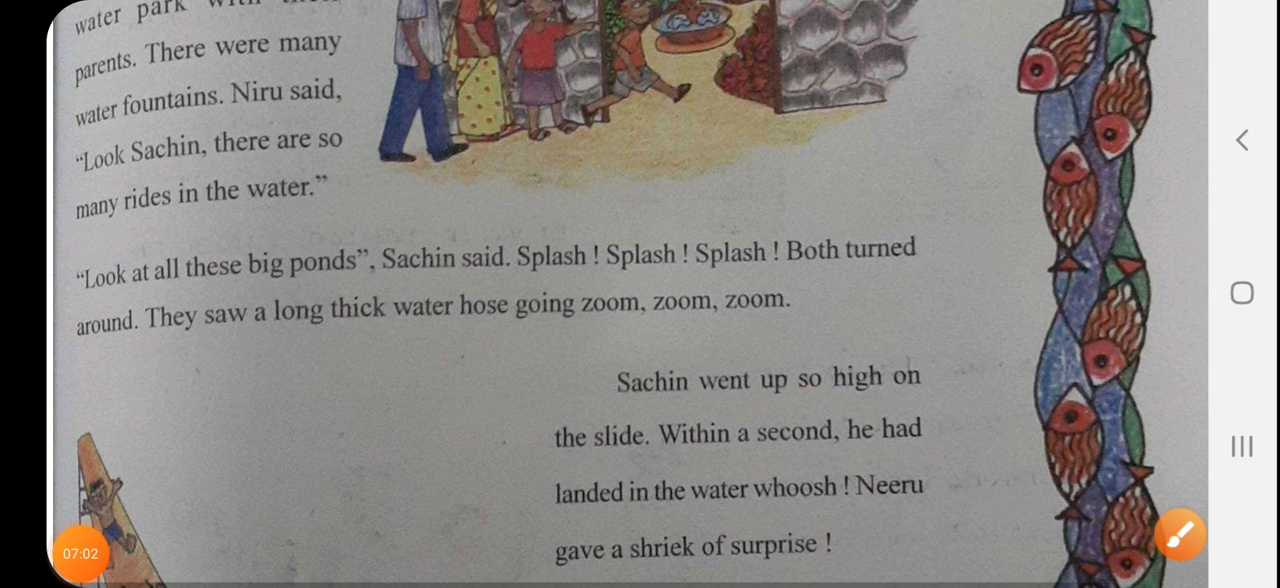 water park with
parents. There were many
water fountains. Niru said,
“Look Sachin, there are so
many rides in the water.”
“Look at all these big ponds”, Sachin said. Splash ! Splash ! Splash ! Both turned
around. They saw a long thick water hose going zoom, zoom, zoom.
Sachin went up so high on
the slide. Within a second, he had
landed in the water whoosh ! Neeru
gave a shriek of surprise !
07:02